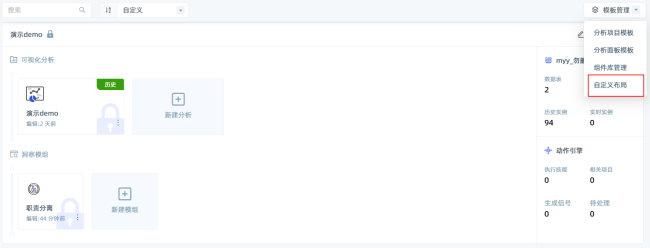 搜索
自定义
模板管理
分析项目模板
分析面板模板
组件库管理
自定义布局
演示demo
可视化分析
历史
演示demo
编辑:2 天前
新建分析
洞察模组
职责分离
编辑:44 分钟前
新建模组
数据本
2
历史实例
94
实时实例
0
动作引擎
执行技能
0
相关项目
0
生成信号
0
待处理
0